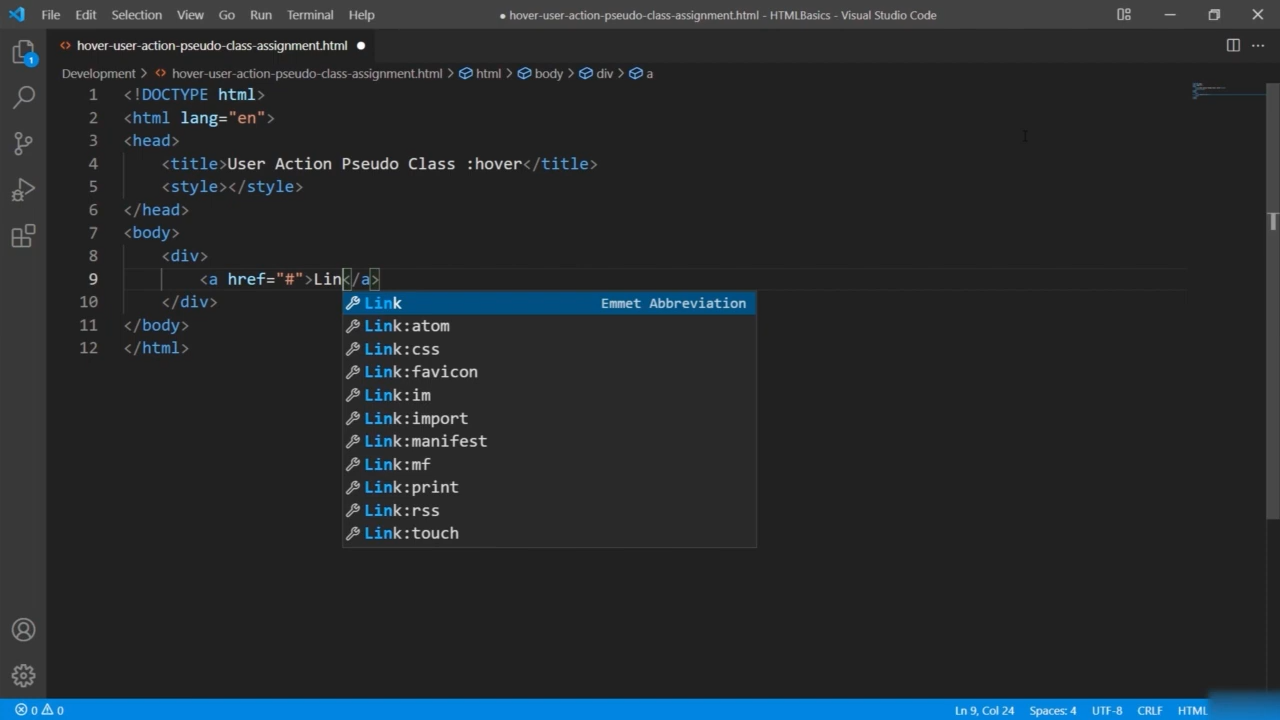 File Edit Selection View Go Run Terminal Help ● hover-user-action-pseudo-class-assignment.html - HTMLBasics - Visual Studio Code
<> hover-user-action-pseudo-class-assignment.html ●
1
Development > <> hover-user-action-pseudo-class-assignment.html > html > body > div > a
1 <!DOCTYPE html>
2 <html lang="en">
3 <head>
4 <title>User Action Pseudo Class :hover</title>
5 <style></style>
6 </head>
7 <body>
8 <div>
9 <a href="#">Lin</a>
10 </div>
11 </body>
12 </html>
Link Emmet Abbreviation
Link:atom
Link:css
Link:favicon
Link:im
Link:import
Link:manifest
Link:mf
Link:print
Link:rss
Link:touch
0 0 Ln 9, Col 24 Spaces: 4 UTF-8 CRLF HTML